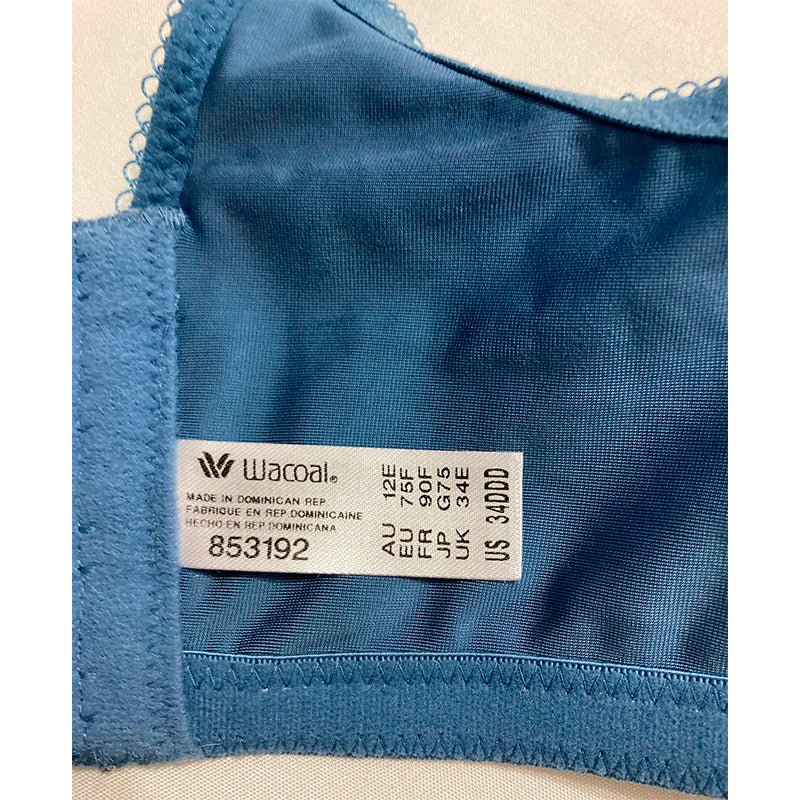 Wacoal®
MADE IN DOMINICAN REP.
FABRIQUE EN REP.DOMINICAINE
HECHO EN REP.DOMINICANA
853192
AU 12E
EU 75F
FR 90F
JP G75
UK 34E
US 34DDD